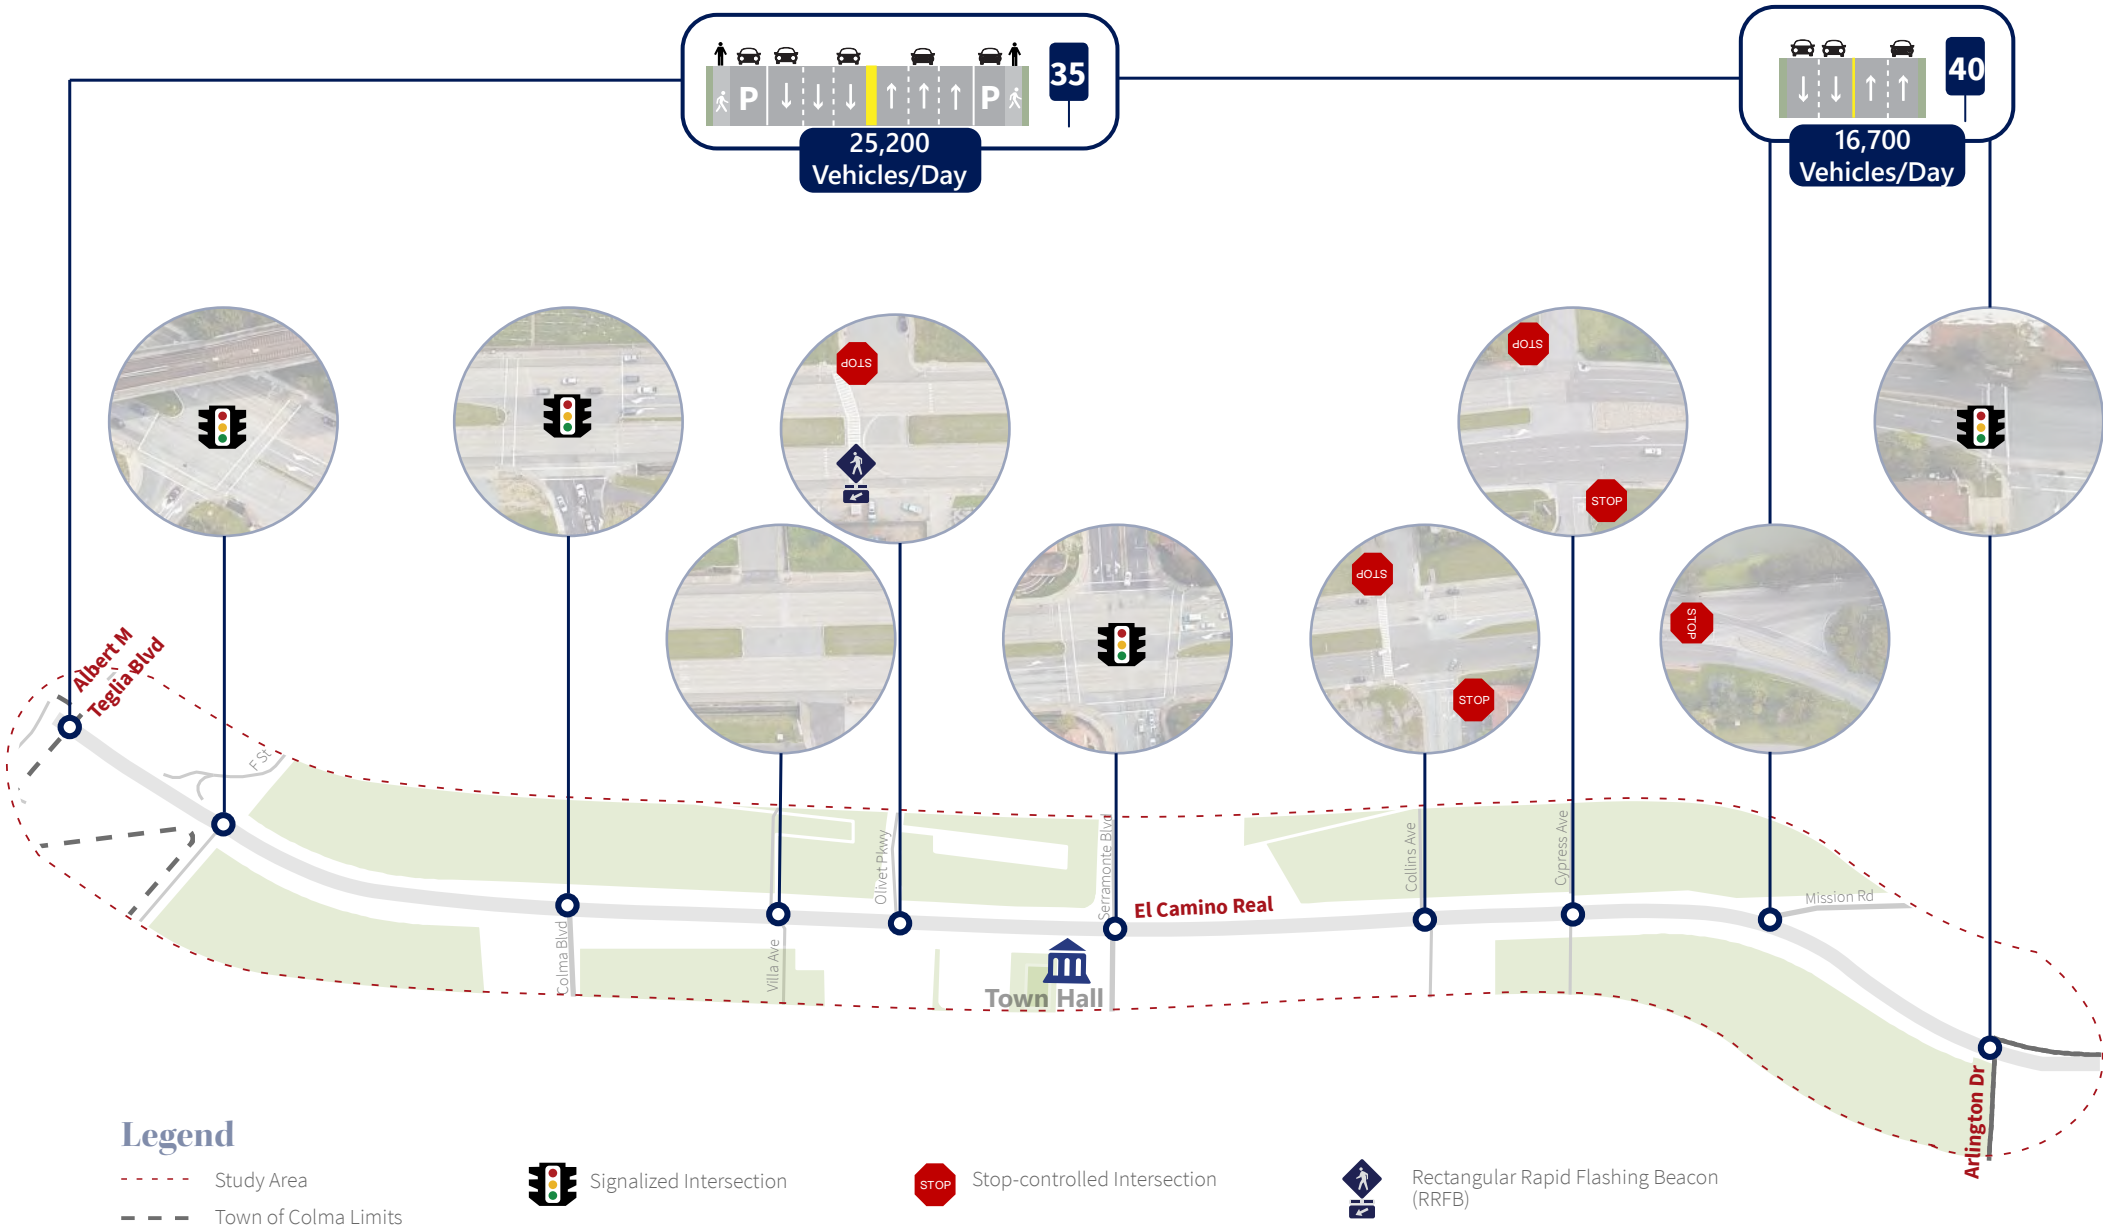 P
P
35
25,200
Vehicles/Day
40
16,700
Vehicles/Day
STOP
STOP
STOP
STOP
STOP
STOP
Albert M
Teglia Blvd
F St
Colma Blvd
Villa Ave
Olivet Pkwy
Serramonte Blvd
El Camino Real
Town Hall
Collins Ave
Cypress Ave
Mission Rd
Arlington Dr
Legend
Study Area
Town of Colma Limits
Signalized Intersection
STOP
Stop-controlled Intersection
Rectangular Rapid Flashing Beacon
(RRFB)